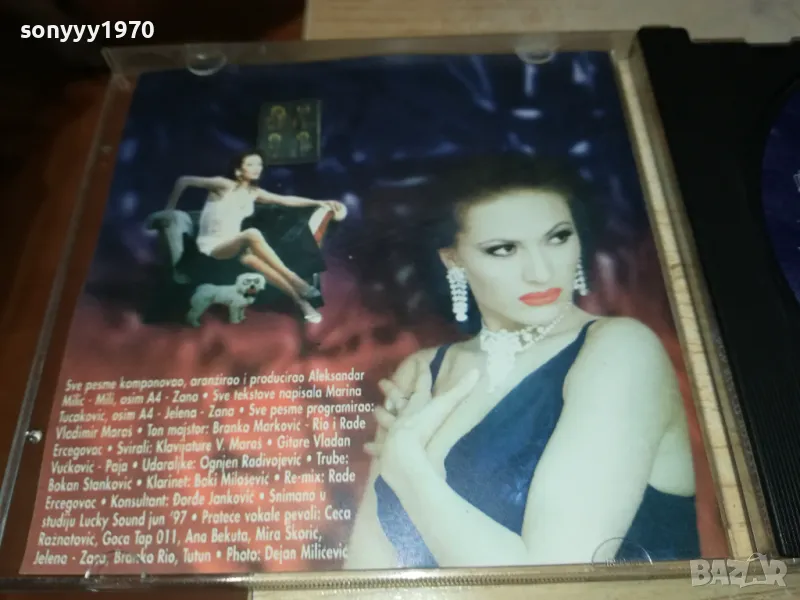 sonyyy1970
Sve pesme komponovao, aranžirao i producirao Aleksandar
Milić - Mili, osim A4 - Zana • Sve tekstove napisala Marina
Tucaković, osim A4 - Jelena - Zana • Sve pesme programirao:
Vladimir Maraš • Ton majstor: Branko Marković - Rio i Rade
Ercegovac • Svirali: Klavijature V. Maraš • Gitare Vladan
Vučković - Paja • Udaraljke: Ognjen Radivojević • Trube:
Bokan Stanković • Klarinet: Baki Milošević • Re-mix: Rade
Ercegovac • Konsultant: Đorđe Janković • Snimano u
studiju Lucky Sound jun '97 • Prateće vokale pevali: Ceca
Ražnatović, Goca Tap 011, Ana Bekuta, Mira Škorić,
Jelena - Zana, Branko Rio, Tutun • Photo: Dejan Milićević
BAZAR